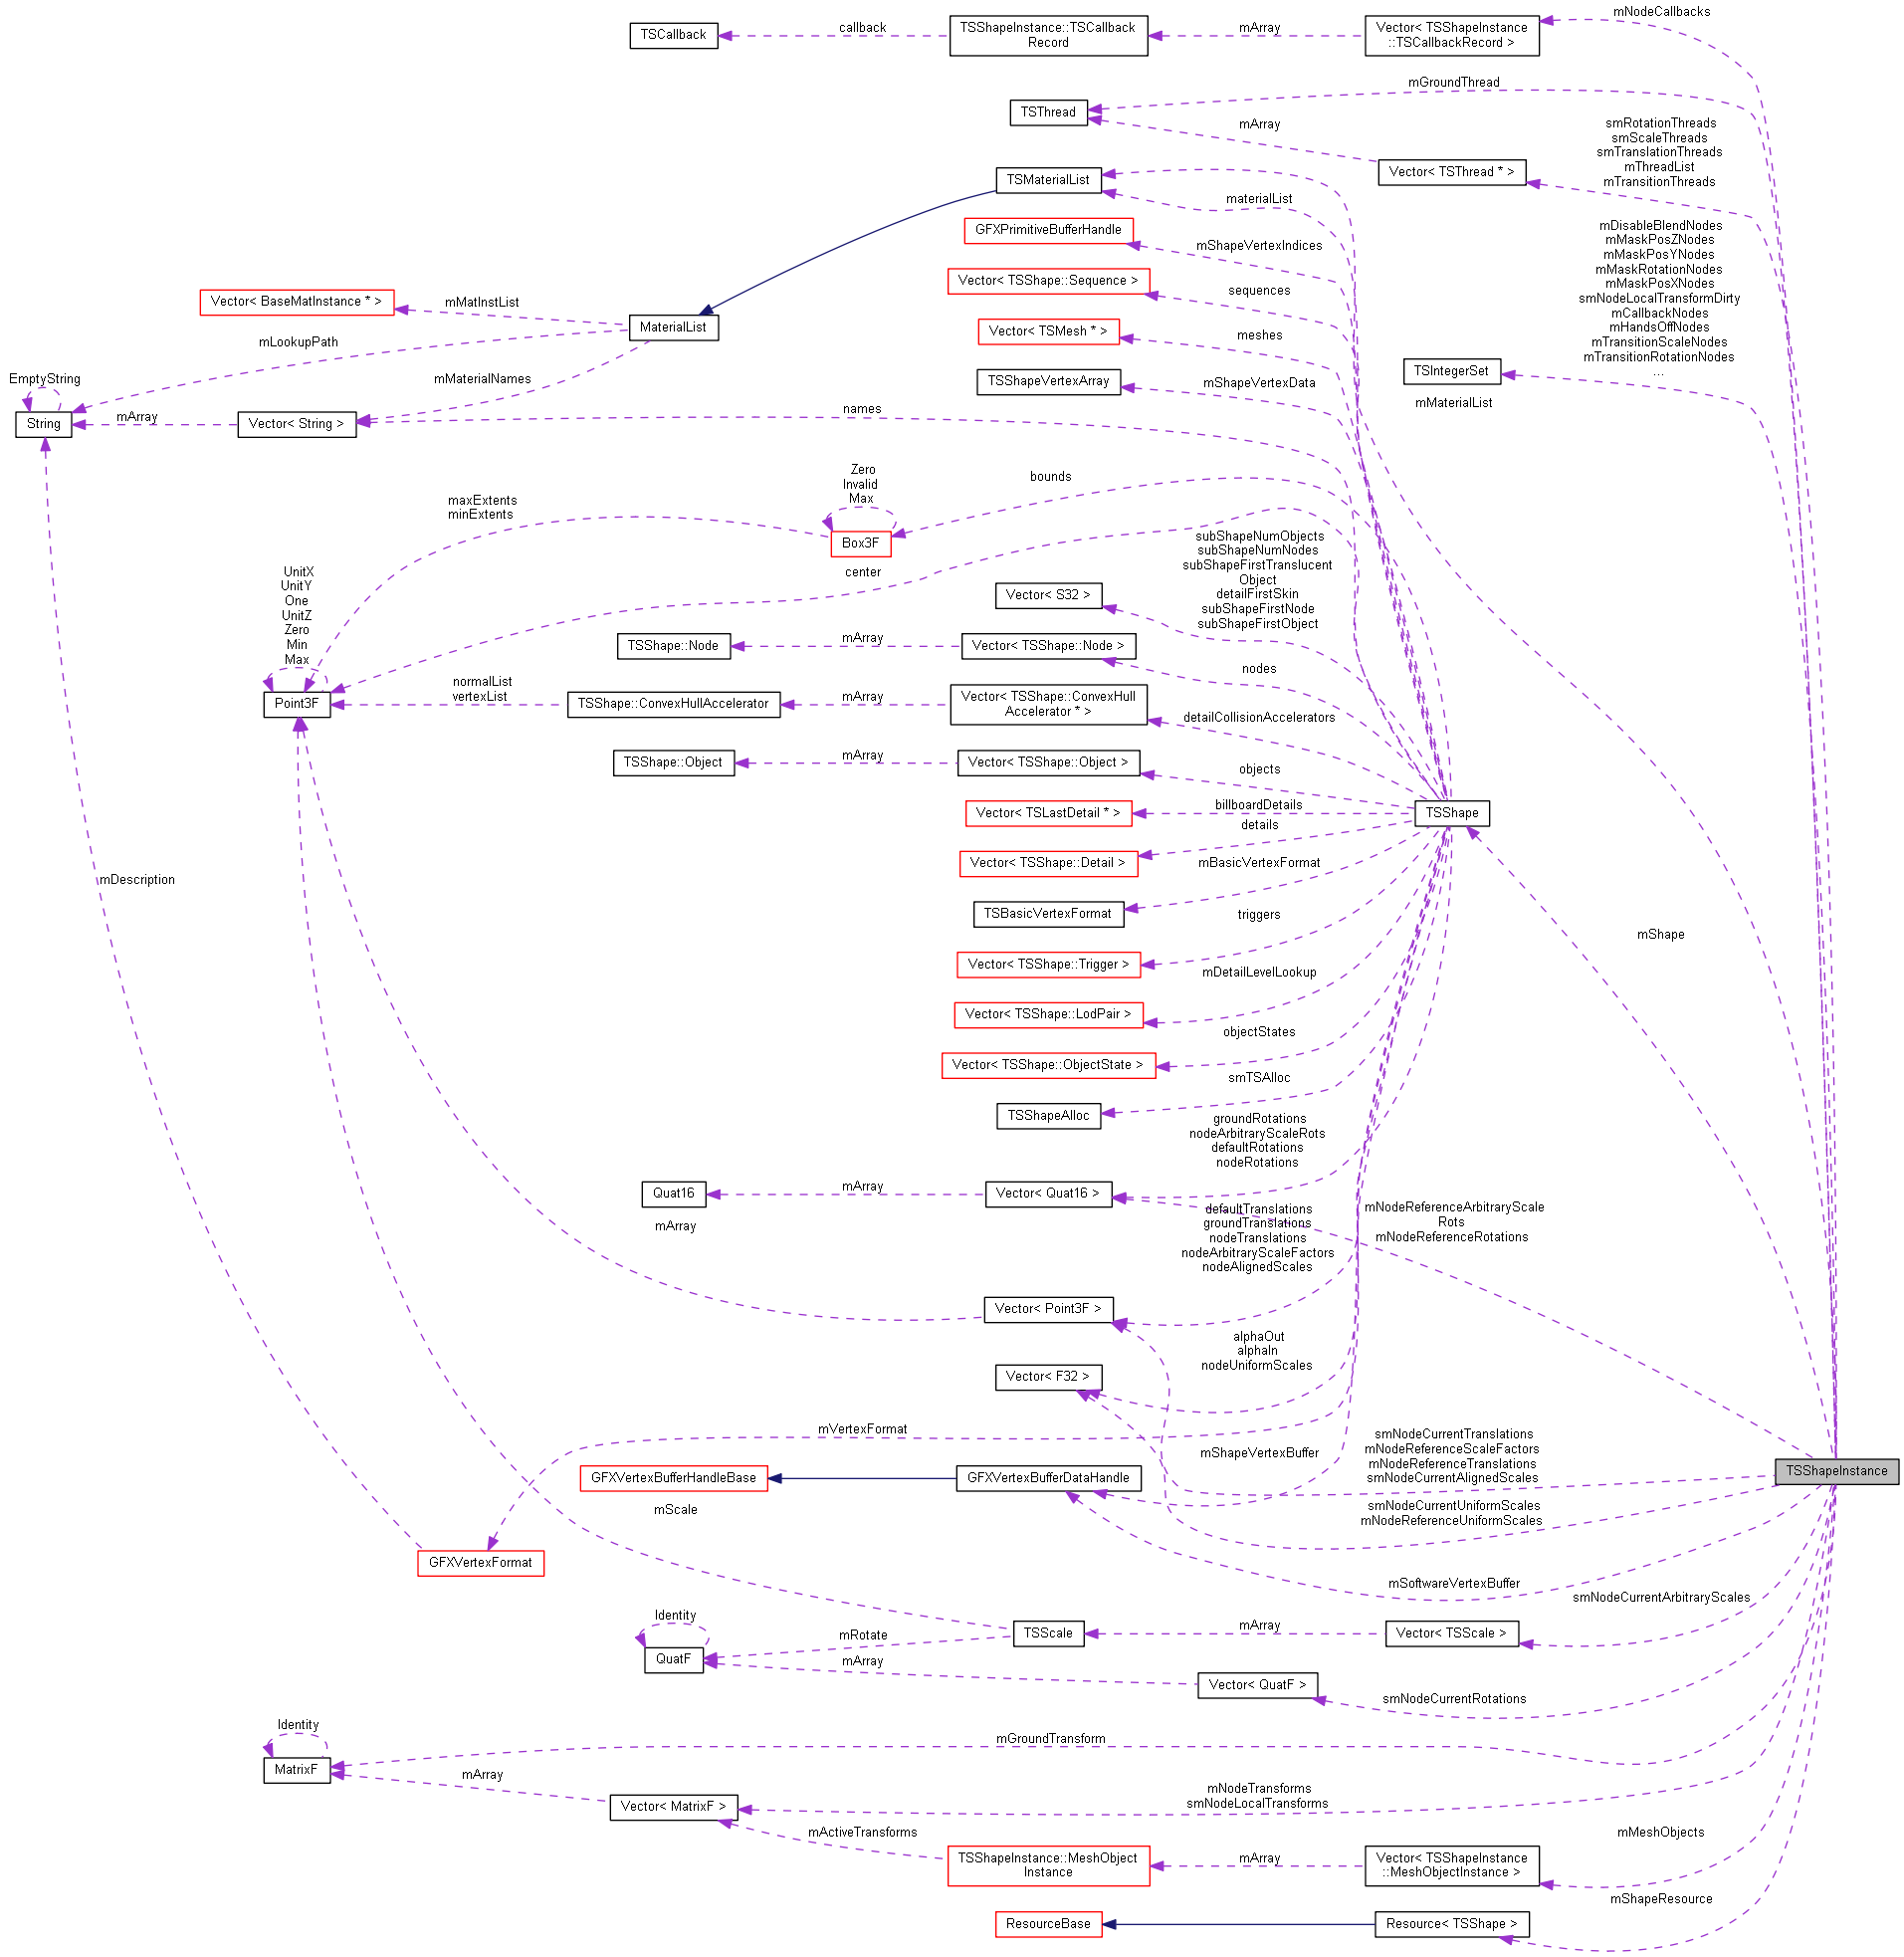 mNodeCallbacks
TSCallback
callback
TSShapeInstance::TSCallback
Record
mArray
Vector< TSShapeInstance
::TSCallbackRecord >
mGroundThread
TSThread
mArray
Vector< TSThread * >
smRotationThreads
smScaleThreads
smTranslationThreads
mThreadList
mTransitionThreads
TSMaterialList
materialList
GFXPrimitiveBufferHandle
mShapeVertexIndices
Vector< TSShape::Sequence >
sequences
mDisableBlendNodes
mMaskPosZNodes
mMaskPosYNodes
mMaskRotationNodes
mMaskPosXNodes
smNodeLocalTransformDirty
mCallbackNodes
mHandsOffNodes
mTransitionScaleNodes
mTransitionRotationNodes
...
Vector< BaseMatInstance * >
mMatInstList
MaterialList
Vector< TSMesh * >
meshes
mLookupPath
TSIntegerSet
mMaterialList
EmptyString
mMaterialNames
TSShapeVertexArray
mShapeVertexData
String
mArray
Vector< String >
names
Zero
Invalid
Max
bounds
maxExtents
minExtents
Box3F
center
subShapeNumObjects
subShapeNumNodes
subShapeFirstTranslucent
Object
detailFirstSkin
subShapeFirstNode
subShapeFirstObject
UnitX
UnitY
One
UnitZ
Zero
Min
Max
Vector< S32 >
TSShape::Node
mArray
Vector< TSShape::Node >
nodes
Point3F
normalList
vertexList
TSShape::ConvexHullAccelerator
mArray
Vector< TSShape::ConvexHull
Accelerator * >
detailCollisionAccelerators
TSShape::Object
mArray
Vector< TSShape::Object >
objects
Vector< TSLastDetail * >
billboardDetails
TSShape
details
Vector< TSShape::Detail >
mBasicVertexFormat
mDescription
TSBasicVertexFormat
triggers
mShape
Vector< TSShape::Trigger >
mDetailLevelLookup
Vector< TSShape::LodPair >
objectStates
Vector< TSShape::ObjectState >
smTSAlloc
TSShapeAlloc
groundRotations
nodeArbitraryScaleRots
defaultRotations
nodeRotations
Quat16
mArray
Vector< Quat16 >
mArray
defaultTranslations
groundTranslations
nodeTranslations
nodeArbitraryScaleFactors
nodeAlignedScales
mNodeReferenceArbitraryScale
Rots
mNodeReferenceRotations
Vector< Point3F >
alphaOut
alphaIn
nodeUniformScales
Vector< F32 >
mVertexFormat
mShapeVertexBuffer
smNodeCurrentTranslations
mNodeReferenceScaleFactors
mNodeReferenceTranslations
smNodeCurrentAlignedScales
TSShapeInstance
GFXVertexBufferHandleBase
GFXVertexBufferDataHandle
mScale
smNodeCurrentUniformScales
mNodeReferenceUniformScales
GFXVertexFormat
mSoftwareVertexBuffer
smNodeCurrentArbitraryScales
Identity
mRotate
TSScale
mArray
Vector< TSScale >
QuatF
mArray
Vector< QuatF >
smNodeCurrentRotations
Identity
mGroundTransform
MatrixF
mArray
Vector< MatrixF >
mNodeTransforms
smNodeLocalTransforms
mActiveTransforms
mMeshObjects
TSShapeInstance::MeshObject
Instance
mArray
Vector< TSShapeInstance
::MeshObjectInstance >
mShapeResource
ResourceBase
Resource< TSShape >